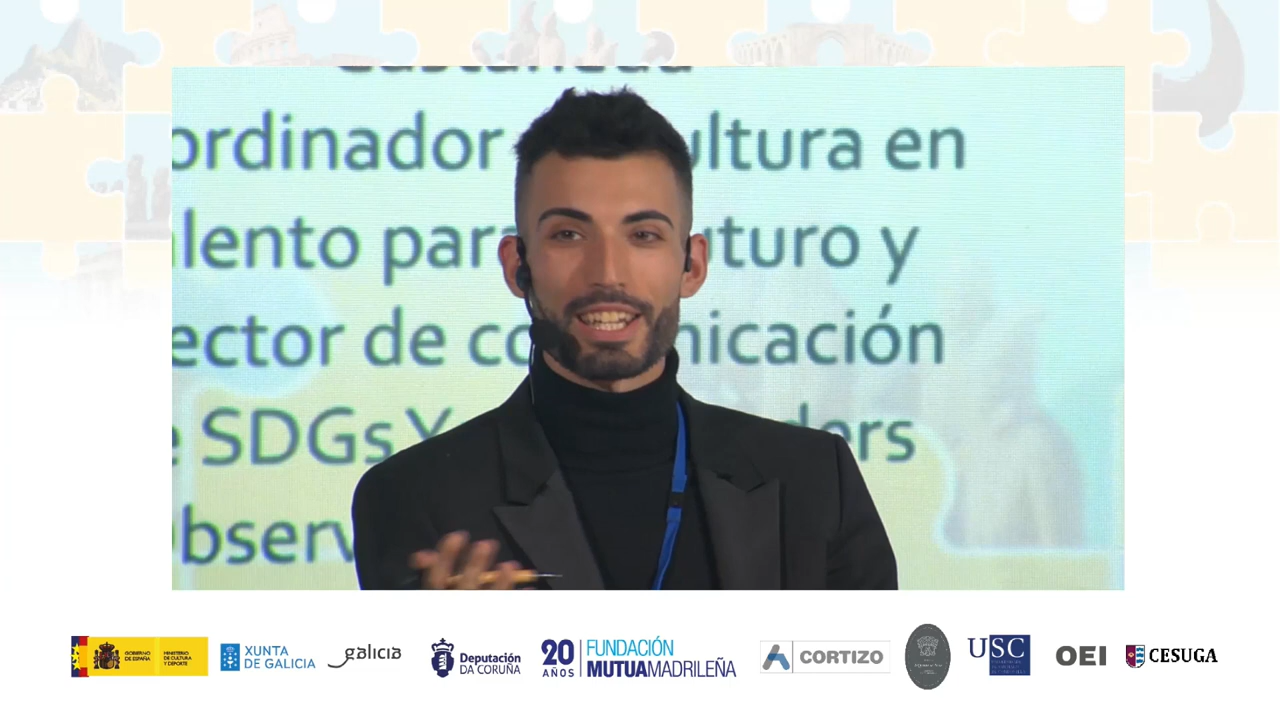 ordinador ultura en
lento para uturo y
ector de co nicación
e SDGs Y ders
bserv
GOBIERNO
DE ESPAÑA
MINISTERIO
DE CULTURA
Y DEPORTE
XUNTA
DE GALICIA
galicia
Deputación
DA CORUÑA
20
AÑOS
FUNDACIÓN
MUTUAMADRILEÑA
CORTIZO
USC
OEI
CESUGA